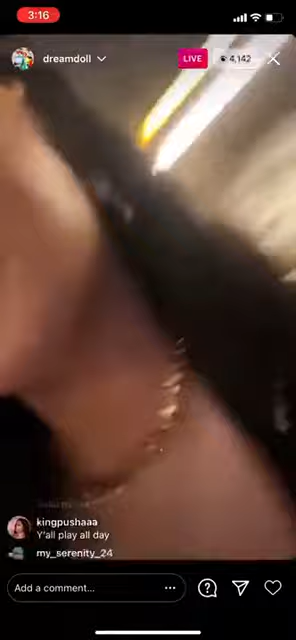 3:16
dreamdoll
LIVE
4,142
kingpushaaa
Y'all play all day
my_serenity_24
Add a comment...